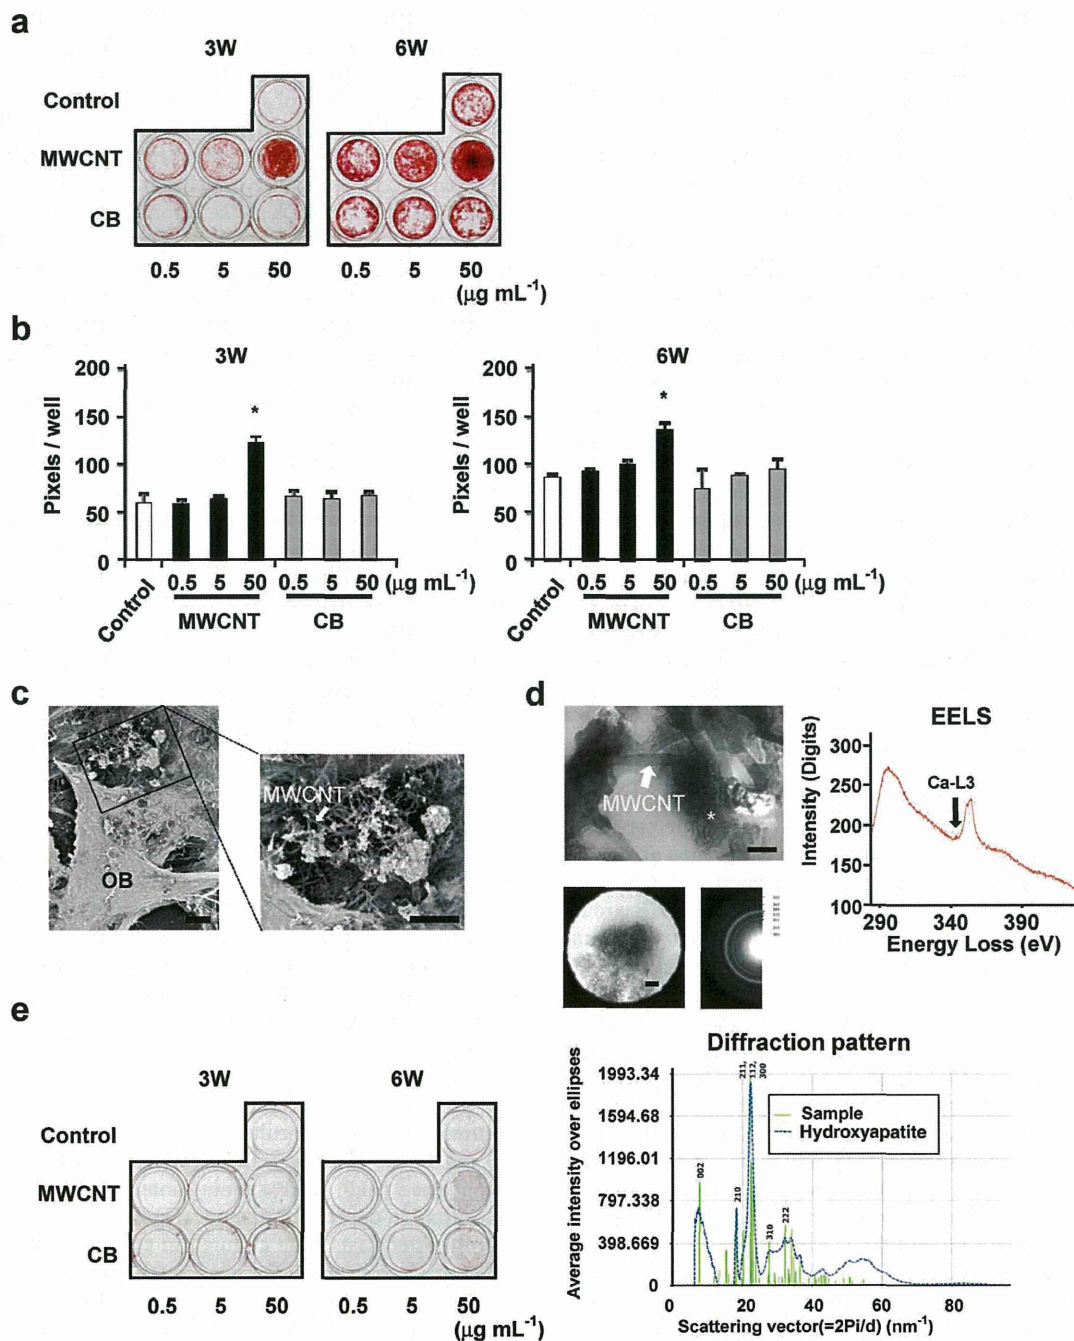 a
3W
6W
Control
MWCNT
CB
0.5 5 50
0.5 5 50
(µg mL-1)
b
3W
Pixels / well
200
150
100
50
0
*
0.5 5 50 0.5 5 50 (µg mL-1)
Control
MWCNT
CB
6W
Pixels / well
200
150
100
50
0
*
0.5 5 50 0.5 5 50 (µg mL-1)
Control
MWCNT
CB
c
OB
MWCNT
d
MWCNT
*
EELS
Intensity (Digits)
300
250
200
150
100
Ca-L3
290 340 390
Energy Loss (eV)
e
3W
6W
Control
MWCNT
CB
0.5 5 50
0.5 5 50
(µg mL-1)
Diffraction pattern
Average intensity over ellipses
1993.34
1594.68
1196.01
797.338
398.669
0
002
210
211,
112,
300
310
222
Sample
Hydroxyapatite
0 20 40 60 80
Scattering vector(=2Pi/d) (nm-1)